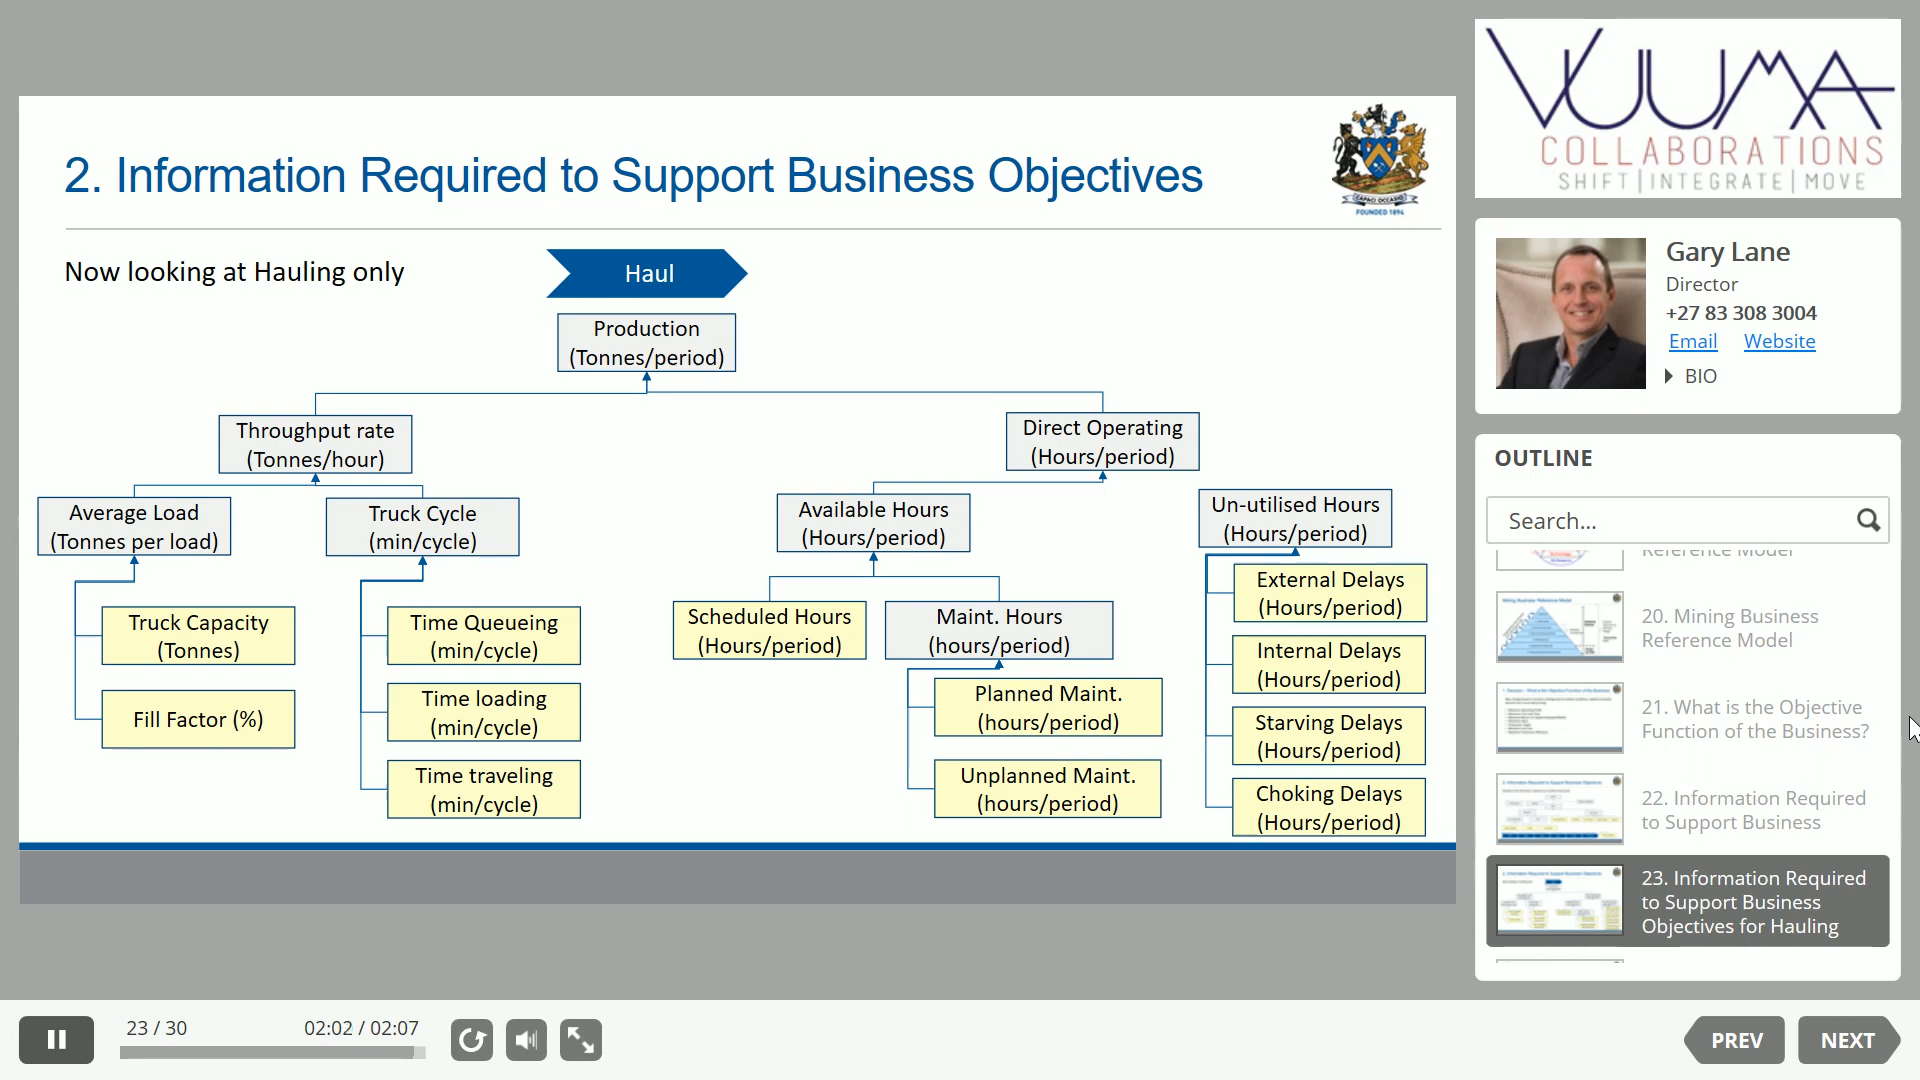 2. Information Required to Support Business Objectives
CAPACI OCCASIO
FOUNDED 1894
Now looking at Hauling only
Haul
Production
(Tonnes/period)
Throughput rate
(Tonnes/hour)
Direct Operating
(Hours/period)
Average Load
(Tonnes per load)
Truck Cycle
(min/cycle)
Available Hours
(Hours/period)
Un-utilised Hours
(Hours/period)
Truck Capacity
(Tonnes)
Fill Factor (%)
Time Queueing
(min/cycle)
Time loading
(min/cycle)
Time traveling
(min/cycle)
Scheduled Hours
(Hours/period)
Maint. Hours
(hours/period)
Planned Maint.
(hours/period)
Unplanned Maint.
(hours/period)
External Delays
(Hours/period)
Internal Delays
(Hours/period)
Starving Delays
(Hours/period)
Choking Delays
(Hours/period)
VUUMA
COLLABORATIONS
SHIFT|INTEGRATE|MOVE
Gary Lane
Director
+27 83 308 3004
Email Website
BIO
OUTLINE
Search...
Reference Model
20. Mining Business
Reference Model
21. What is the Objective
Function of the Business?
22. Information Required
to Support Business
23. Information Required
to Support Business
Objectives for Hauling
23 / 30
02:02 / 02:07
PREV
NEXT